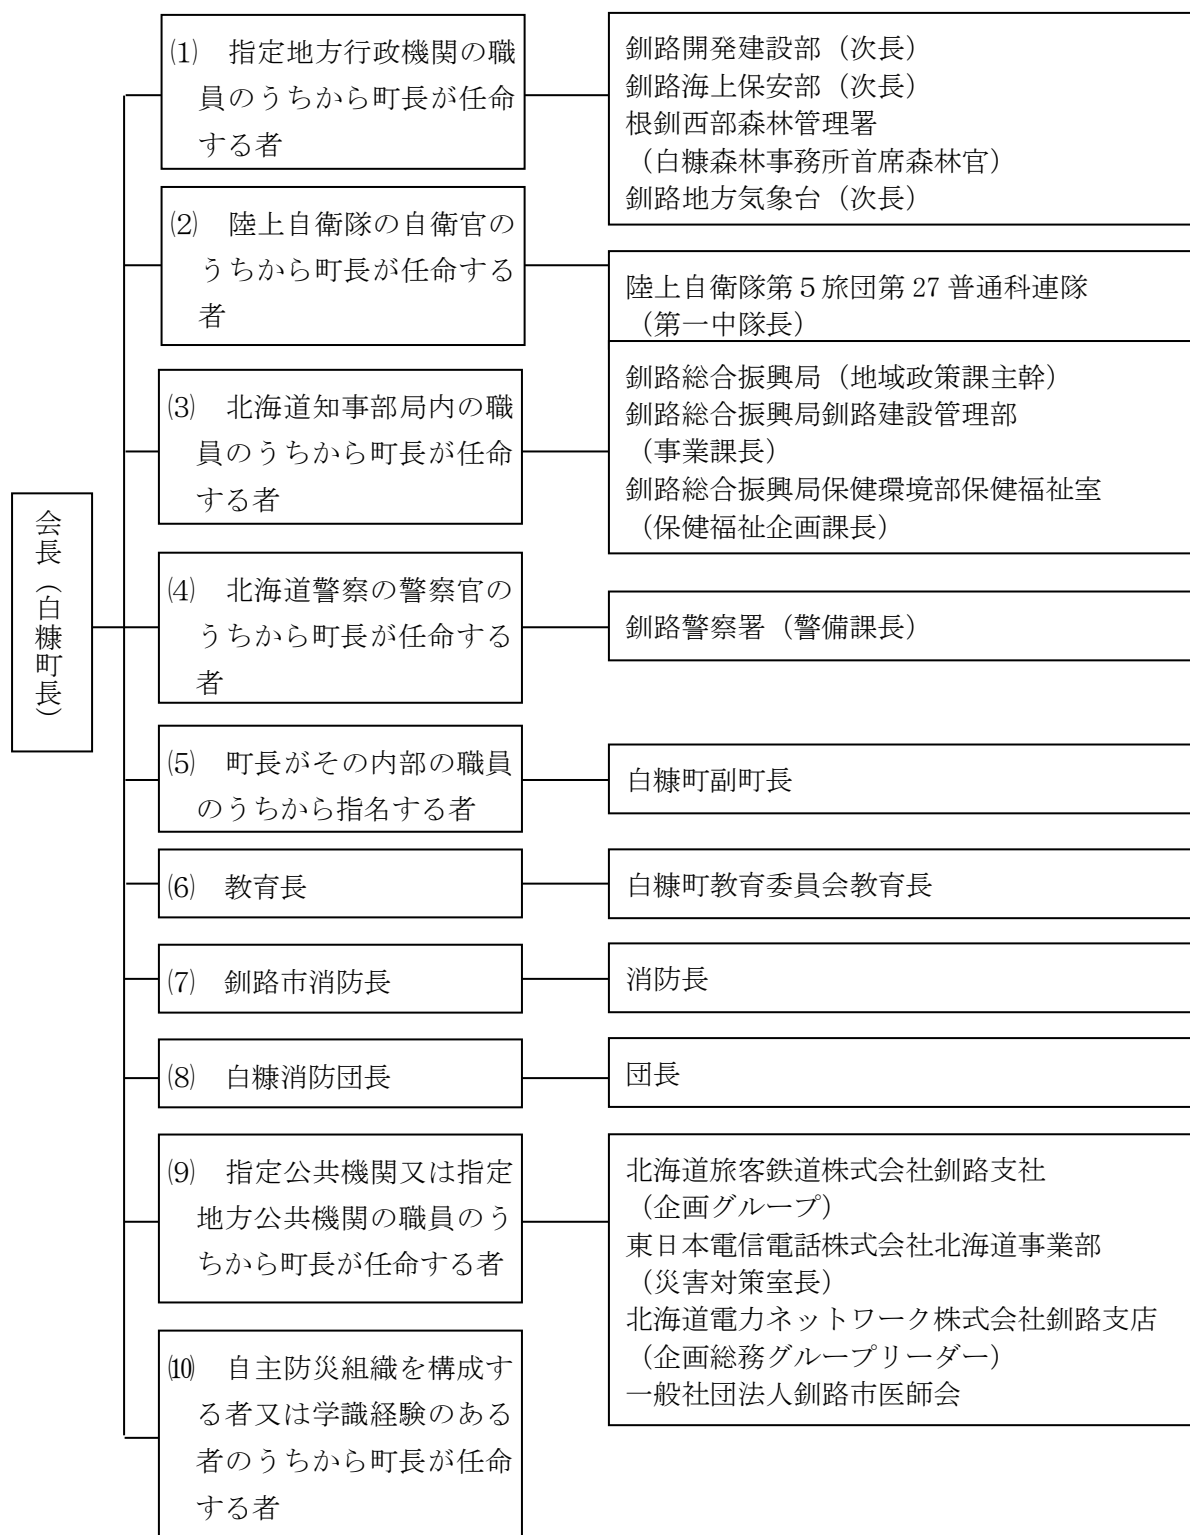 会長（白糠町長）
⑴　指定地方行政機関の職
員のうちから町長が任命
する者
釧路開発建設部（次長）
釧路海上保安部（次長）
根釧西部森林管理署
（白糠森林事務所首席森林官）
釧路地方気象台（次長）
⑵　陸上自衛隊の自衛官の
うちから町長が任命する
者
陸上自衛隊第５旅団第 27 普通科連隊
（第一中隊長）
⑶　北海道知事部局内の職
員のうちから町長が任命
する者
釧路総合振興局（地域政策課主幹）
釧路総合振興局釧路建設管理部
（事業課長）
釧路総合振興局保健環境部保健福祉室
（保健福祉企画課長）
⑷　北海道警察の警察官の
うちから町長が任命する
者
釧路警察署（警備課長）
⑸　町長がその内部の職員
のうちから指名する者
白糠町副町長
⑹　教育長
白糠町教育委員会教育長
⑺　釧路市消防長
消防長
⑻　白糠消防団長
団長
⑼　指定公共機関又は指定
地方公共機関の職員のう
ちから町長が任命する者
北海道旅客鉄道株式会社釧路支社
（企画グループ）
東日本電信電話株式会社北海道事業部
（災害対策室長）
北海道電力ネットワーク株式会社釧路支店
（企画総務グループリーダー）
一般社団法人釧路市医師会
⑽　自主防災組織を構成す
る者又は学識経験のある
者のうちから町長が任命
する者